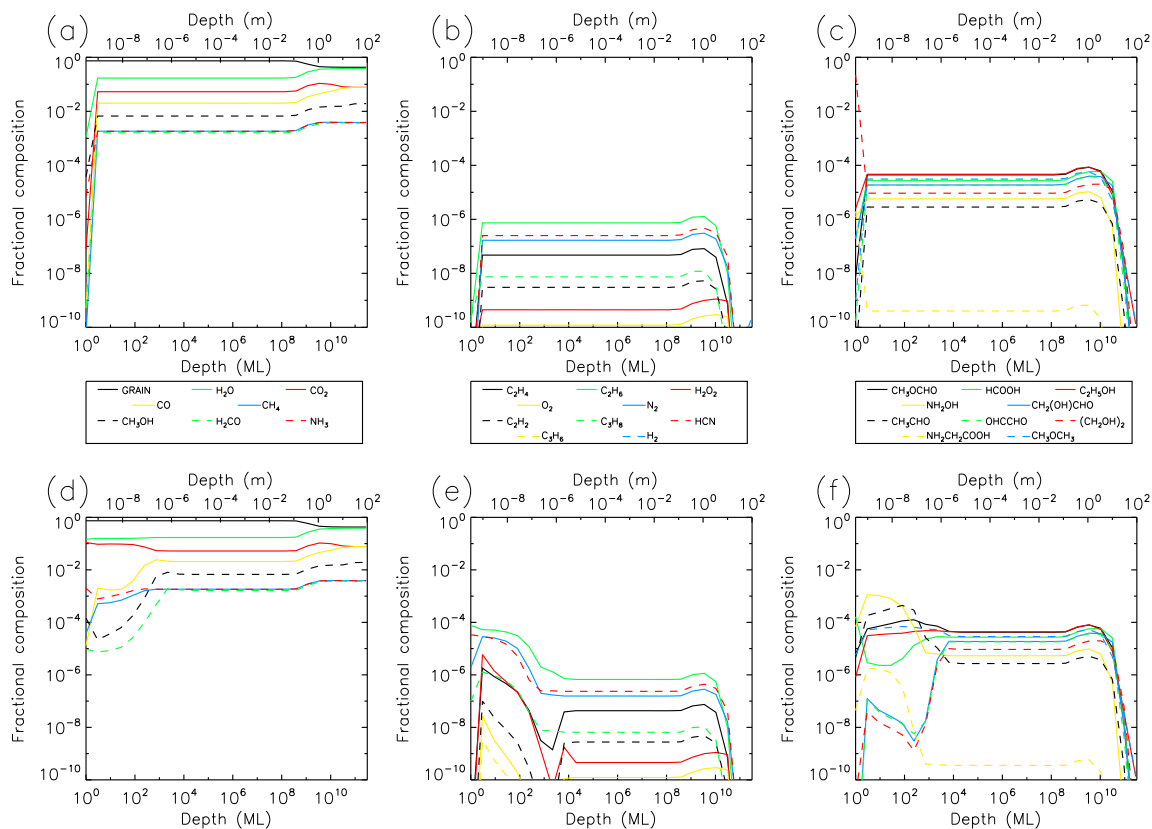 (a) Depth (m)
10⁻⁸ 10⁻⁶ 10⁻⁴ 10⁻² 10⁰ 10²
Fractional composition
10⁰
10⁻²
10⁻⁴
10⁻⁶
10⁻⁸
10⁻¹⁰
10⁰ 10² 10⁴ 10⁶ 10⁸ 10¹⁰
Depth (ML)
GRAIN H₂O CO₂
CO CH₄
CH₃OH H₂CO NH₃
(b) Depth (m)
10⁻⁸ 10⁻⁶ 10⁻⁴ 10⁻² 10⁰ 10²
Fractional composition
10⁰
10⁻²
10⁻⁴
10⁻⁶
10⁻⁸
10⁻¹⁰
10⁰ 10² 10⁴ 10⁶ 10⁸ 10¹⁰
Depth (ML)
C₂H₄ C₂H₆ H₂O₂
O₂ N₂
C₂H₂ C₃H₈ HCN
C₃H₆ H₂
(c) Depth (m)
10⁻⁸ 10⁻⁶ 10⁻⁴ 10⁻² 10⁰ 10²
Fractional composition
10⁰
10⁻²
10⁻⁴
10⁻⁶
10⁻⁸
10⁻¹⁰
10⁰ 10² 10⁴ 10⁶ 10⁸ 10¹⁰
Depth (ML)
CH₃OCHO HCOOH C₂H₅OH
NH₂OH CH₂(OH)CHO
CH₃CHO OHCCHO (CH₂OH)₂
NH₂CH₂COOH CH₃OCH₃
(d) Depth (m)
10⁻⁸ 10⁻⁶ 10⁻⁴ 10⁻² 10⁰ 10²
Fractional composition
10⁰
10⁻²
10⁻⁴
10⁻⁶
10⁻⁸
10⁻¹⁰
10⁰ 10² 10⁴ 10⁶ 10⁸ 10¹⁰
Depth (ML)
(e) Depth (m)
10⁻⁸ 10⁻⁶ 10⁻⁴ 10⁻² 10⁰ 10²
Fractional composition
10⁰
10⁻²
10⁻⁴
10⁻⁶
10⁻⁸
10⁻¹⁰
10⁰ 10² 10⁴ 10⁶ 10⁸ 10¹⁰
Depth (ML)
(f) Depth (m)
10⁻⁸ 10⁻⁶ 10⁻⁴ 10⁻² 10⁰ 10²
Fractional composition
10⁰
10⁻²
10⁻⁴
10⁻⁶
10⁻⁸
10⁻¹⁰
10⁰ 10² 10⁴ 10⁶ 10⁸ 10¹⁰
Depth (ML)